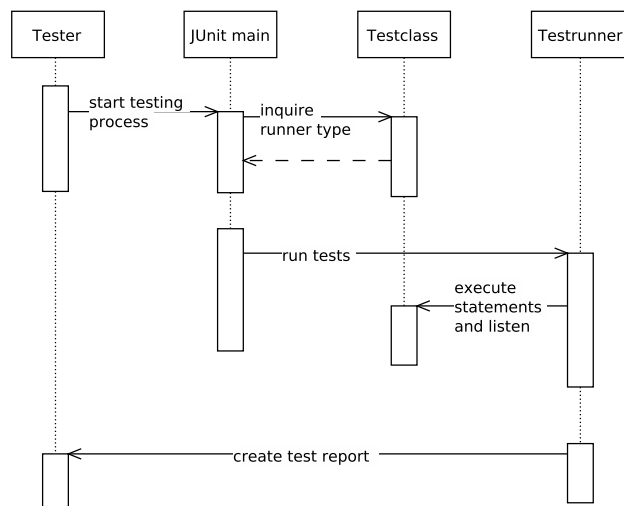 Tester
JUnit main
Testclass
Testrunner
start testing
process
inquire
runner type
run tests
execute
statements
and listen
create test report